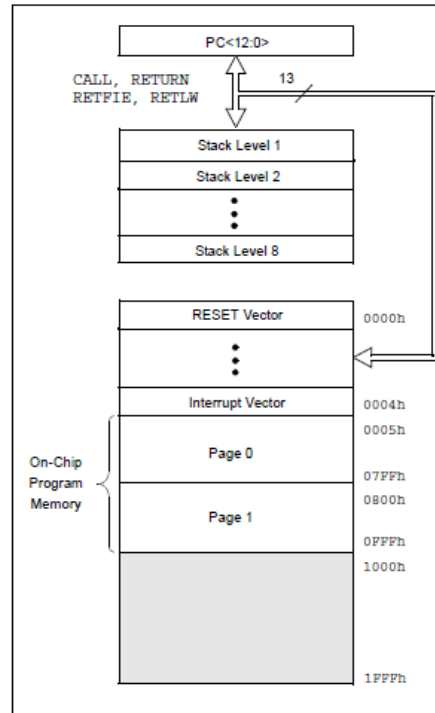 PC<12:0>
CALL, RETURN
RETFIE, RETLW
13
Stack Level 1
Stack Level 2
Stack Level 8
RESET Vector
0000h
Interrupt Vector
0004h
0005h
On-Chip
Program
Memory
Page 0
07FFh
0800h
Page 1
0FFFh
1000h
1FFFh